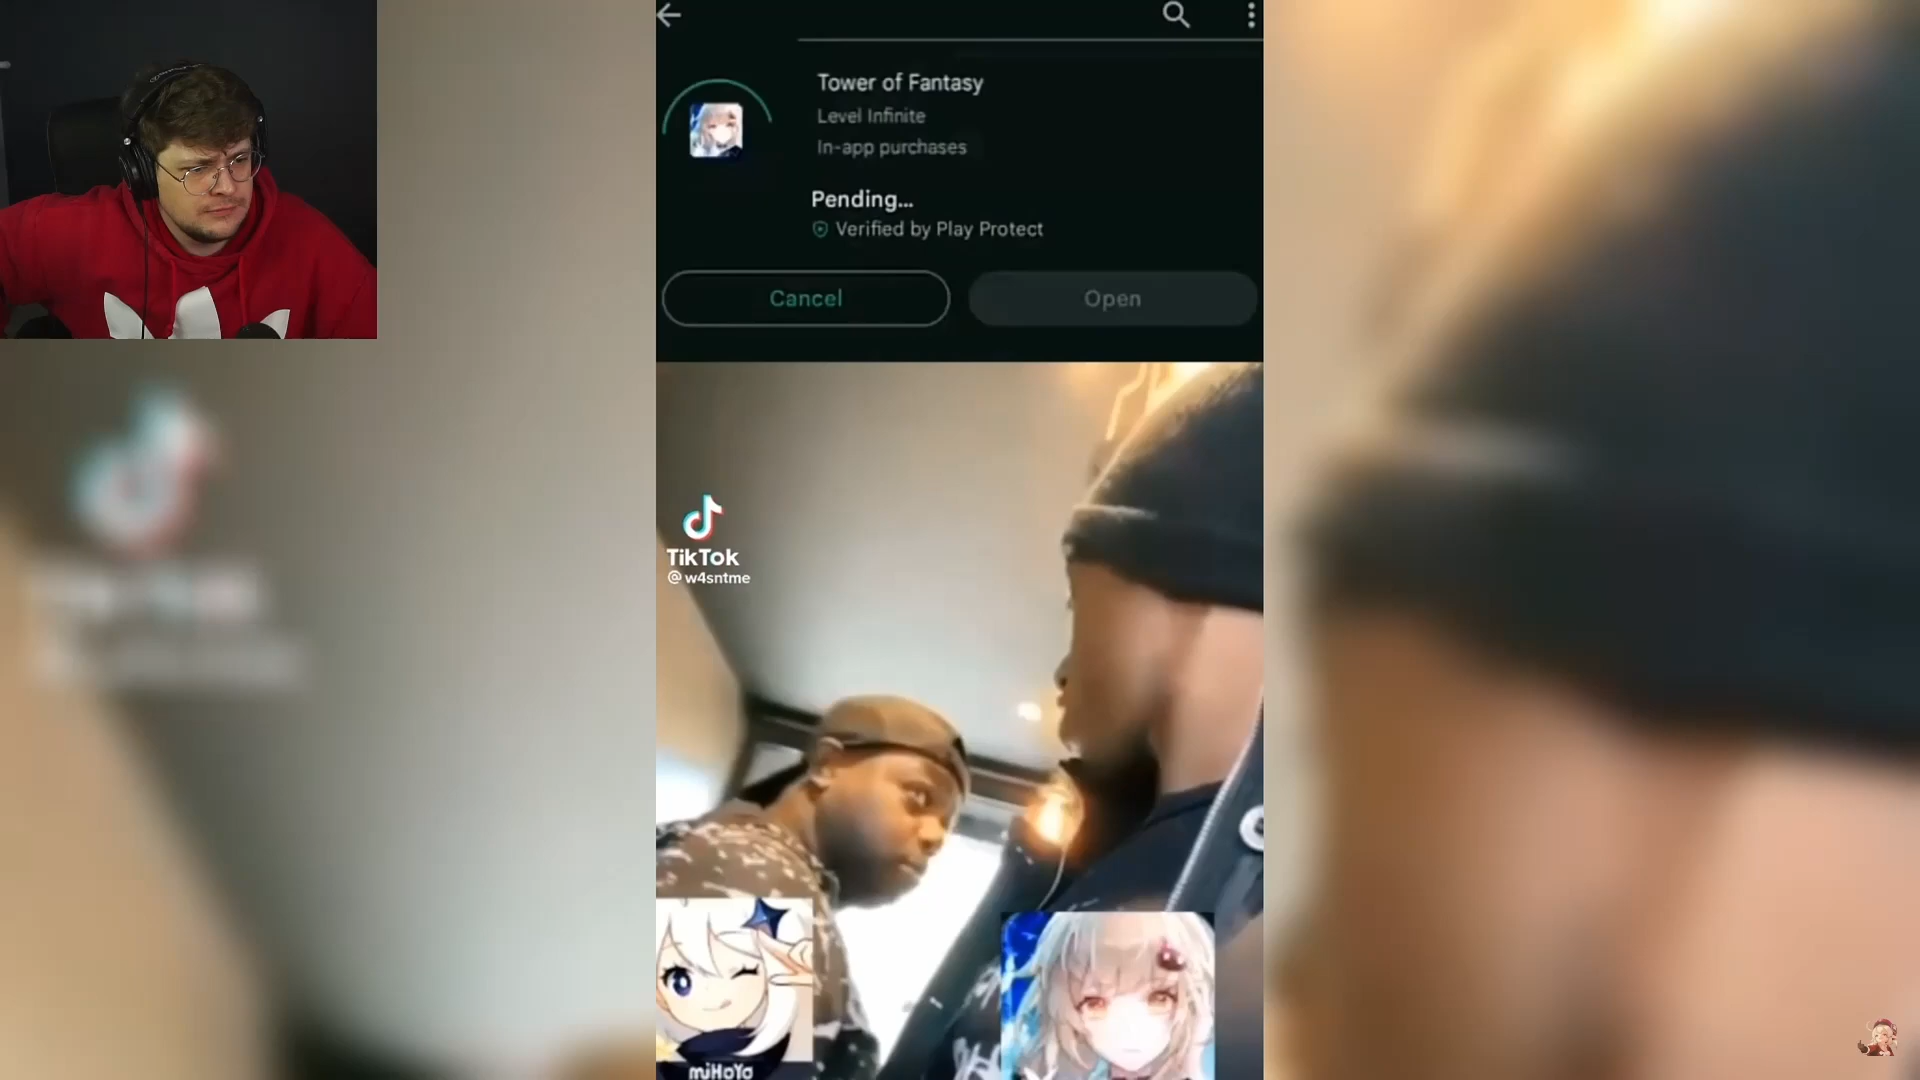 Tower of Fantasy
Level Infinite
In-app purchases
Pending...
Verified by Play Protect
Cancel
Open
TikTok
@w4sntme
miHoYo